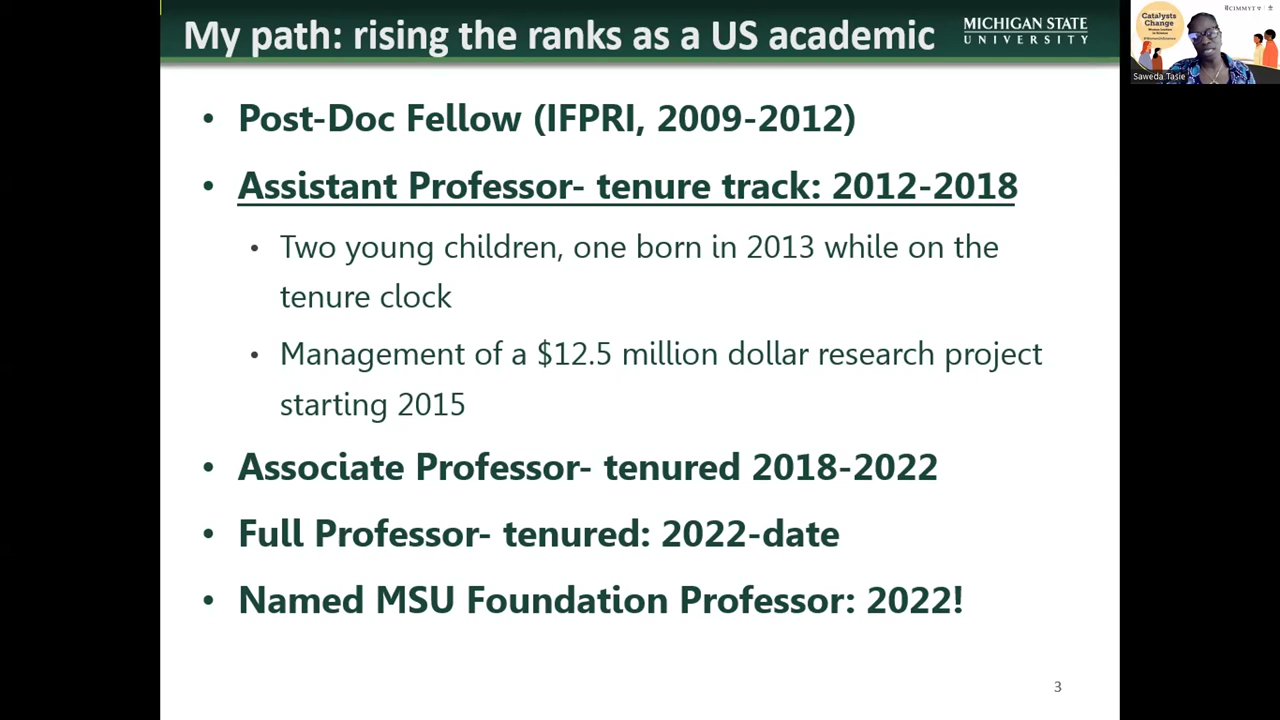 My path: rising the ranks as a US academic
MICHIGAN STATE
UNIVERSITY
• Post-Doc Fellow (IFPRI, 2009-2012)
• Assistant Professor- tenure track: 2012-2018
• Two young children, one born in 2013 while on the
tenure clock
• Management of a $12.5 million dollar research project
starting 2015
• Associate Professor- tenured 2018-2022
• Full Professor- tenured: 2022-date
• Named MSU Foundation Professor: 2022!
3
Catalysts
Change
CIMMYT
Saweda Tasie